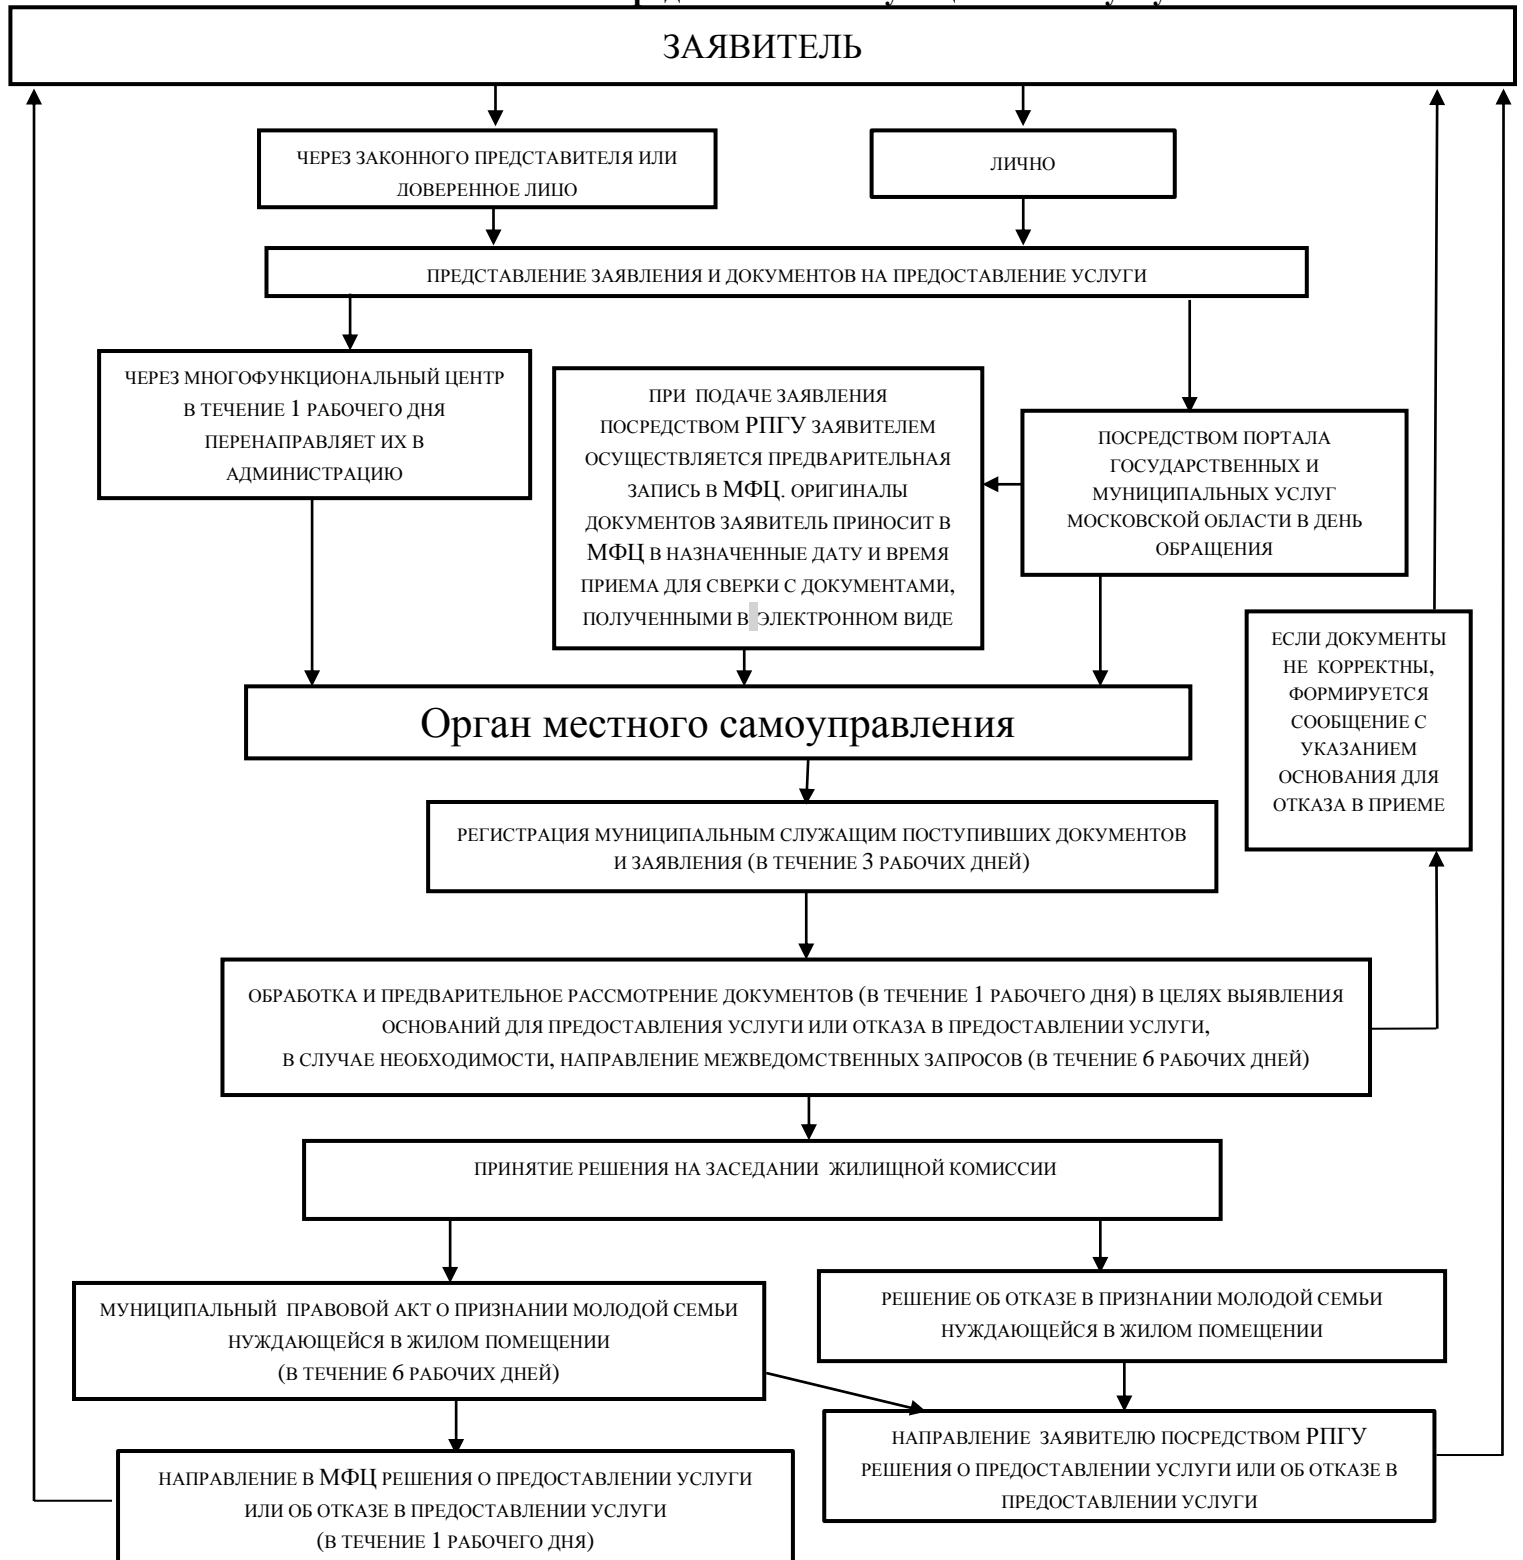 ЗАЯВИТЕЛЬ
ЧЕРЕЗ ЗАКОННОГО ПРЕДСТАВИТЕЛЯ ИЛИ
ДОВЕРЕННОЕ ЛИЦО
ЛИЧНО
ПРЕДСТАВЛЕНИЕ ЗАЯВЛЕНИЯ И ДОКУМЕНТОВ НА ПРЕДОСТАВЛЕНИЕ УСЛУГИ
ЧЕРЕЗ МНОГОФУНКЦИОНАЛЬНЫЙ ЦЕНТР
В ТЕЧЕНИЕ 1 РАБОЧЕГО ДНЯ
ПЕРЕНАПРАВЛЯЕТ ИХ В
АДМИНИСТРАЦИЮ
ПРИ ПОДАЧЕ ЗАЯВЛЕНИЯ
ПОСРЕДСТВОМ РПГУ ЗАЯВИТЕЛЕМ
ОСУЩЕСТВЛЯЕТСЯ ПРЕДВАРИТЕЛЬНАЯ
ЗАПИСЬ В МФЦ. ОРИГИНАЛЫ
ДОКУМЕНТОВ ЗАЯВИТЕЛЬ ПРИНОСИТ В
МФЦ В НАЗНАЧЕННЫЕ ДАТУ И ВРЕМЯ
ПРИЕМА ДЛЯ СВЕРКИ С ДОКУМЕНТАМИ,
ПОЛУЧЕННЫМИ В ЭЛЕКТРОННОМ ВИДЕ
ПОСРЕДСТВОМ ПОРТАЛА
ГОСУДАРСТВЕННЫХ И
МУНИЦИПАЛЬНЫХ УСЛУГ
МОСКОВСКОЙ ОБЛАСТИ В ДЕНЬ
ОБРАЩЕНИЯ
ЕСЛИ ДОКУМЕНТЫ
НЕ КОРРЕКТНЫ,
ФОРМИРУЕТСЯ
СООБЩЕНИЕ С
УКАЗАНИЕМ
ОСНОВАНИЯ ДЛЯ
ОТКАЗА В ПРИЕМЕ
Орган местного самоуправления
РЕГИСТРАЦИЯ МУНИЦИПАЛЬНЫМ СЛУЖАЩИМ ПОСТУПИВШИХ ДОКУМЕНТОВ
И ЗАЯВЛЕНИЯ (В ТЕЧЕНИЕ 3 РАБОЧИХ ДНЕЙ)
ОБРАБОТКА И ПРЕДВАРИТЕЛЬНОЕ РАССМОТРЕНИЕ ДОКУМЕНТОВ (В ТЕЧЕНИЕ 1 РАБОЧЕГО ДНЯ) В ЦЕЛЯХ ВЫЯВЛЕНИЯ
ОСНОВАНИЙ ДЛЯ ПРЕДОСТАВЛЕНИЯ УСЛУГИ ИЛИ ОТКАЗА В ПРЕДОСТАВЛЕНИИ УСЛУГИ,
В СЛУЧАЕ НЕОБХОДИМОСТИ, НАПРАВЛЕНИЕ МЕЖВЕДОМСТВЕННЫХ ЗАПРОСОВ (В ТЕЧЕНИЕ 6 РАБОЧИХ ДНЕЙ)
ПРИНЯТИЕ РЕШЕНИЯ НА ЗАСЕДАНИИ ЖИЛИЩНОЙ КОМИССИИ
МУНИЦИПАЛЬНЫЙ ПРАВОВОЙ АКТ О ПРИЗНАНИИ МОЛОДОЙ СЕМЬИ
НУЖДАЮЩЕЙСЯ В ЖИЛОМ ПОМЕЩЕНИИ
(В ТЕЧЕНИЕ 6 РАБОЧИХ ДНЕЙ)
РЕШЕНИЕ ОБ ОТКАЗЕ В ПРИЗНАНИИ МОЛОДОЙ СЕМЬИ
НУЖДАЮЩЕЙСЯ В ЖИЛОМ ПОМЕЩЕНИИ
НАПРАВЛЕНИЕ В МФЦ РЕШЕНИЯ О ПРЕДОСТАВЛЕНИИ УСЛУГИ
ИЛИ ОБ ОТКАЗЕ В ПРЕДОСТАВЛЕНИИ УСЛУГИ
(В ТЕЧЕНИЕ 1 РАБОЧЕГО ДНЯ)
НАПРАВЛЕНИЕ ЗАЯВИТЕЛЮ ПОСРЕДСТВОМ РПГУ
РЕШЕНИЯ О ПРЕДОСТАВЛЕНИИ УСЛУГИ ИЛИ ОБ ОТКАЗЕ В
ПРЕДОСТАВЛЕНИИ УСЛУГИ